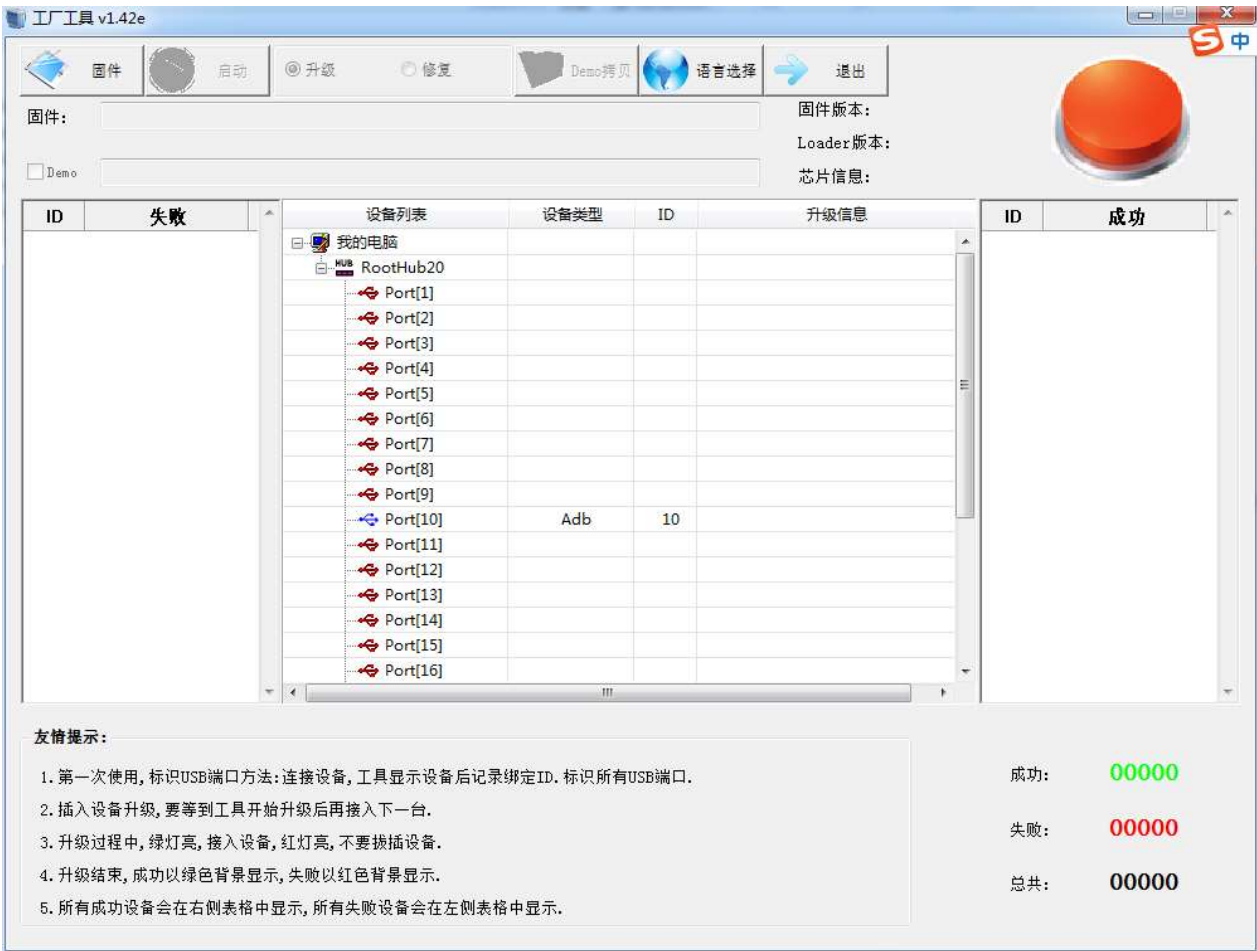 工厂工具 v1.42e
中
固件 启动 升级 修复 Demo拷贝 语言选择 退出
固件: 固件版本:
Loader版本:
Demo 芯片信息:
ID 失败 设备列表 设备类型 ID 升级信息 ID 成功
我的电脑
HUB RootHub20
Port[1]
Port[2]
Port[3]
Port[4]
Port[5]
Port[6]
Port[7]
Port[8]
Port[9]
Port[10] Adb 10
Port[11]
Port[12]
Port[13]
Port[14]
Port[15]
Port[16]
友情提示:
1.第一次使用,标识USB端口方法:连接设备,工具显示设备后记录绑定ID.标识所有USB端口.
2.插入设备升级,要等到工具开始升级后再接入下一台.
3.升级过程中,绿灯亮,接入设备,红灯亮,不要拔插设备.
4.升级结束,成功以绿色背景显示,失败以红色背景显示.
5.所有成功设备会在右侧表格中显示,所有失败设备会在左侧表格中显示.
成功: 00000
失败: 00000
总共: 00000